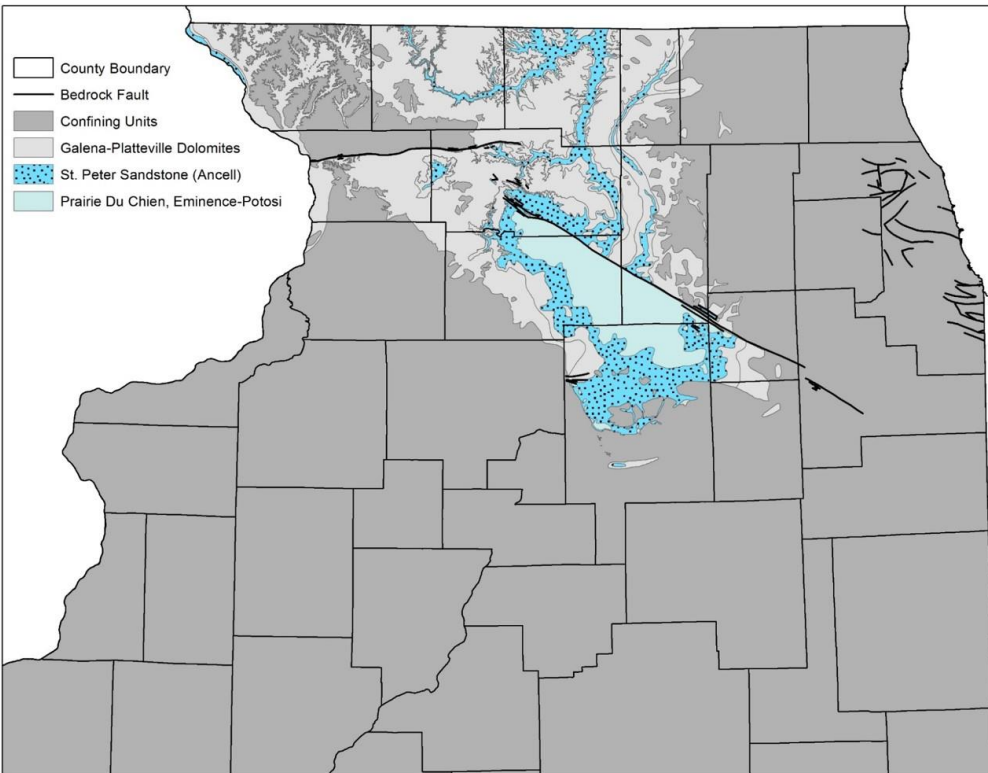 County Boundary
Bedrock Fault
Confining Units
Galena-Platteville Dolomites
St. Peter Sandstone (Ancell)
Prairie Du Chien, Eminence-Potosi